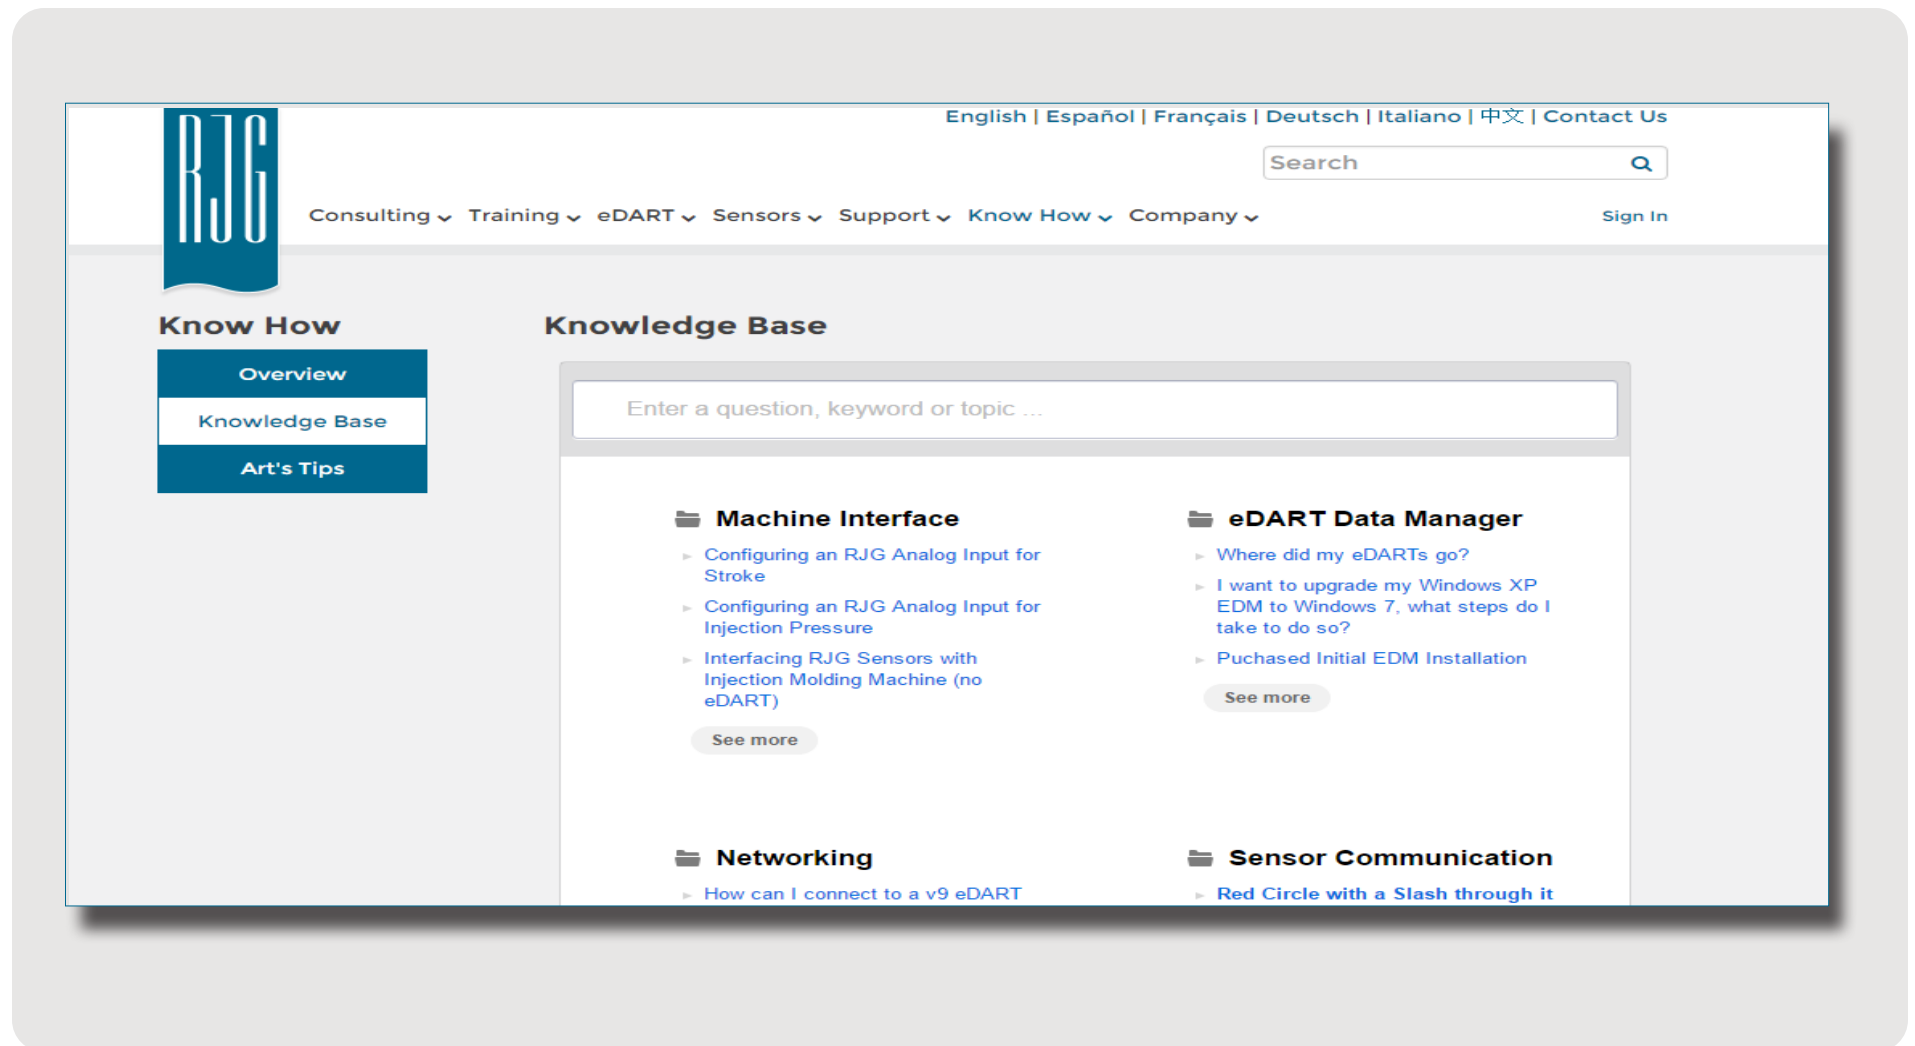 RJG
English | Español | Français | Deutsch | Italiano | 中文 | Contact Us
Search
Consulting Training eDART Sensors Support Know How Company
Sign In
Know How
Overview
Knowledge Base
Art's Tips
Knowledge Base
Enter a question, keyword or topic ...
Machine Interface
Configuring an RJG Analog Input for
Stroke
Configuring an RJG Analog Input for
Injection Pressure
Interfacing RJG Sensors with
Injection Molding Machine (no
eDART)
See more
eDART Data Manager
Where did my eDARTs go?
I want to upgrade my Windows XP
EDM to Windows 7, what steps do I
take to do so?
Puchased Initial EDM Installation
See more
Networking
How can I connect to a v9 eDART
Sensor Communication
Red Circle with a Slash through it